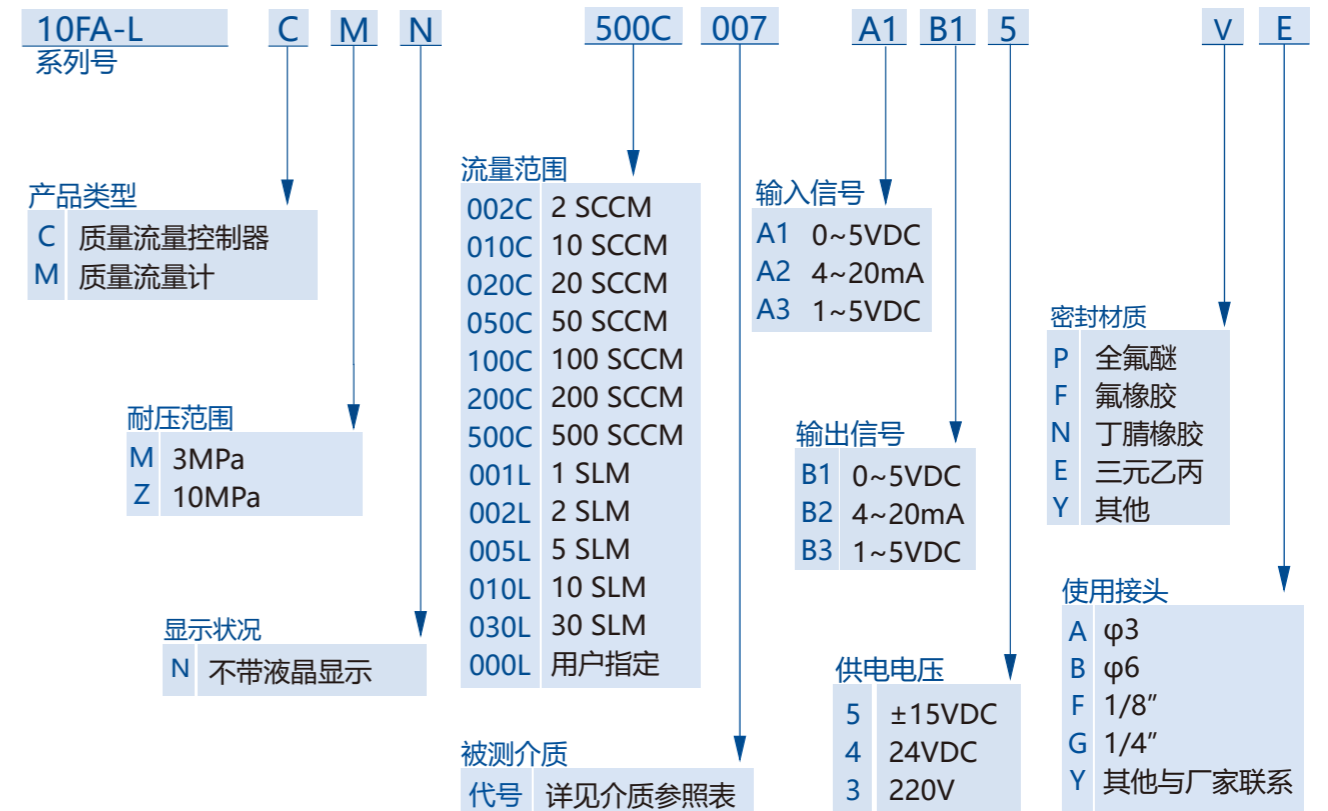 10FA-L C M N 500C 007 A1 B1 5 V E
系列号
产品类型
C 质量流量控制器
M 质量流量计
耐压范围
M 3MPa
Z 10MPa
显示状况
N 不带液晶显示
流量范围
002C 2 SCCM
010C 10 SCCM
020C 20 SCCM
050C 50 SCCM
100C 100 SCCM
200C 200 SCCM
500C 500 SCCM
001L 1 SLM
002L 2 SLM
005L 5 SLM
010L 10 SLM
030L 30 SLM
000L 用户指定
被测介质
代号 详见介质参照表
输入信号
A1 0~5VDC
A2 4~20mA
A3 1~5VDC
输出信号
B1 0~5VDC
B2 4~20mA
B3 1~5VDC
供电电压
5 ±15VDC
4 24VDC
3 220V
密封材质
P 全氟醚
F 氟橡胶
N 丁腈橡胶
E 三元乙丙
Y 其他
使用接头
A φ3
B φ6
F 1/8″
G 1/4″
Y 其他与厂家联系